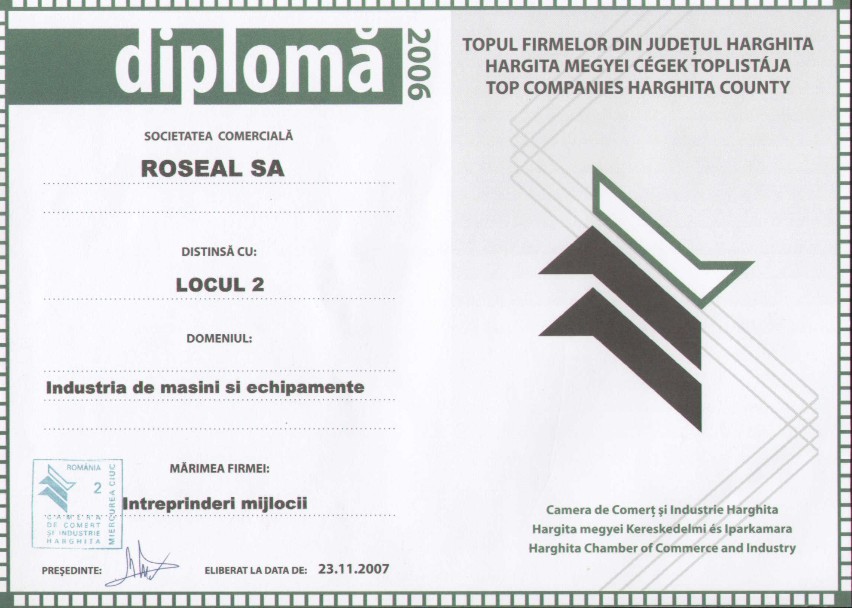 diplomă
2006
SOCIETATEA COMERCIALĂ
ROSEAL SA
DISTINSĂ CU:
LOCUL 2
DOMENIUL:
Industria de masini si echipamente
MĂRIMEA FIRMEI:
Intreprinderi mijlocii
ROMÂNIA
2
CAMERA
DE COMERT
ȘI INDUSTRIE
HARGHITA
MIERCUREA CIUC
PREȘEDINTE:
ELIBERAT LA DATA DE: 23.11.2007
TOPUL FIRMELOR DIN JUDEȚUL HARGHITA
HARGITA MEGYEI CÉGEK TOPLISTÁJA
TOP COMPANIES HARGHITA COUNTY
Camera de Comerț și Industrie Harghita
Hargita megyei Kereskedelmi és Iparkamara
Harghita Chamber of Commerce and Industry